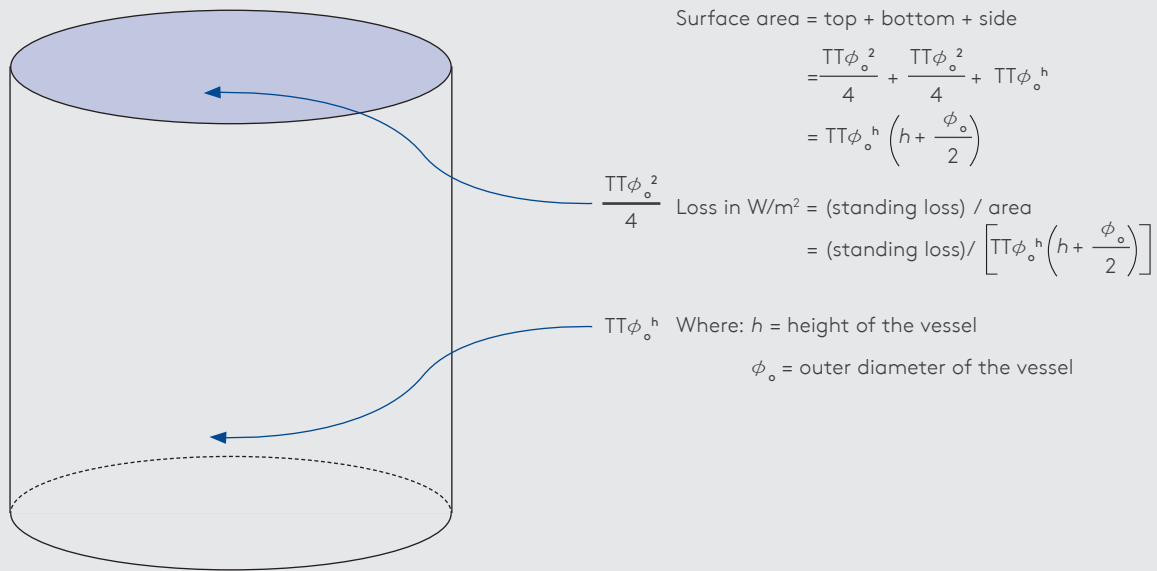 Surface area = top + bottom + side
= TTϕₒ²/4 + TTϕₒ²/4 + TTϕₒʰ
= TTϕₒʰ (h + ϕₒ/2)
TTϕₒ²/4
Loss in W/m² = (standing loss) / area
= (standing loss)/ [TTϕₒʰ(h + ϕₒ/2)]
TTϕₒʰ
Where: h = height of the vessel
ϕₒ = outer diameter of the vessel